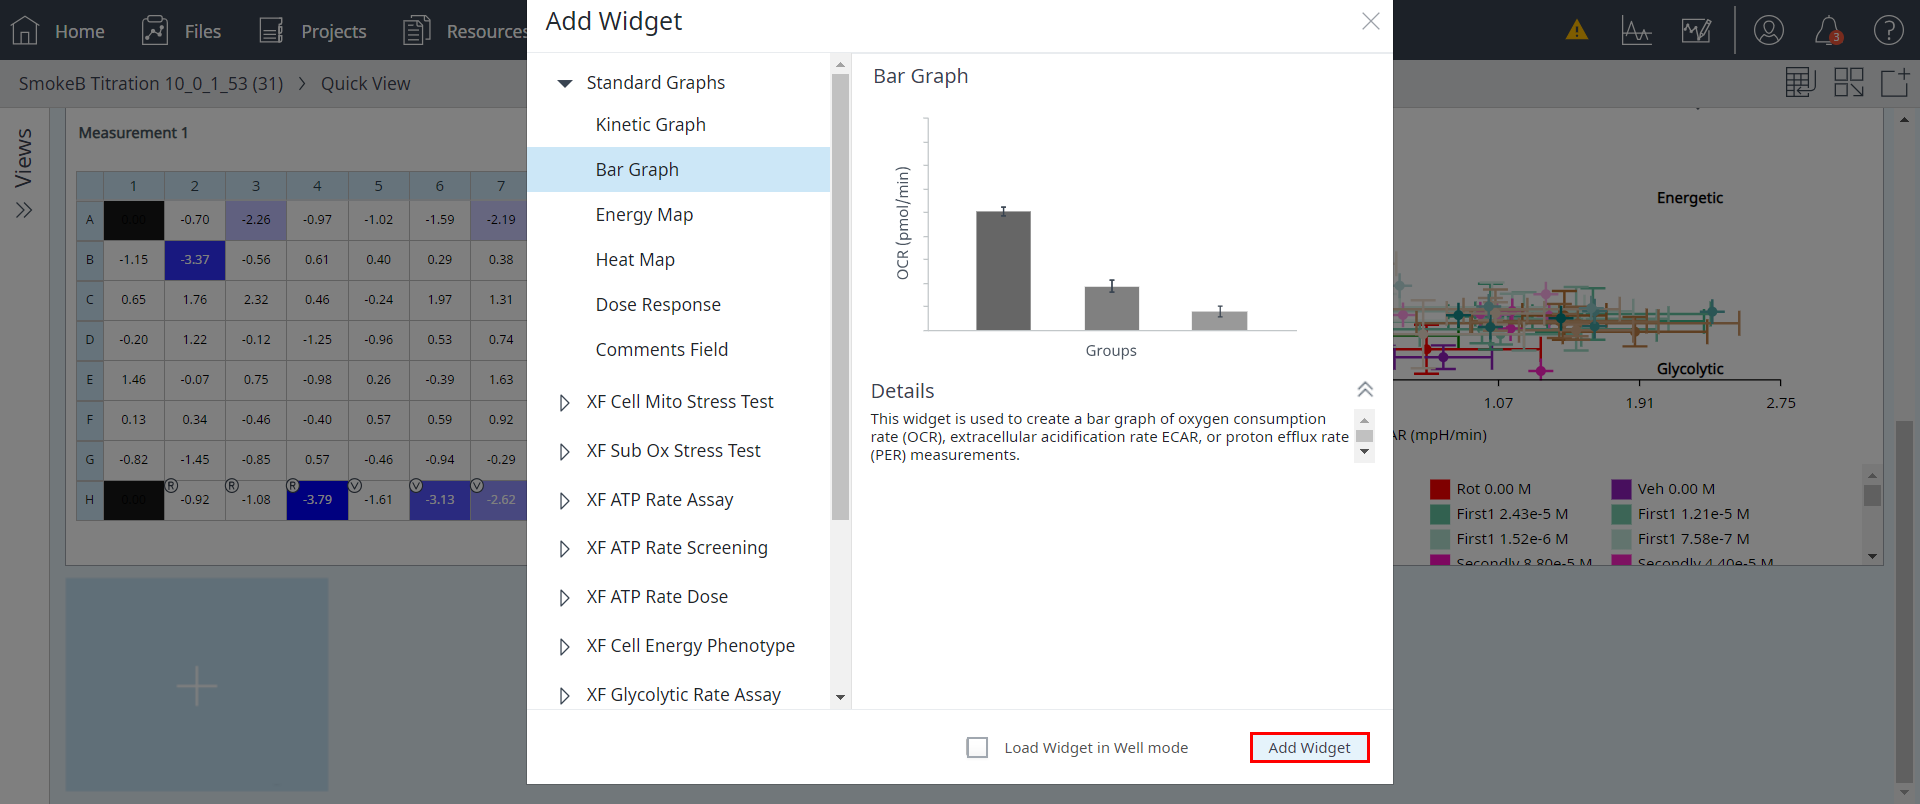 Home
Files
Projects
Resources
3
?
SmokeB Titration 10_0_1_53 (31)
Quick View
Views
Measurement 1
1 2 3 4 5 6 7
A 0.00 -0.70 -2.26 -0.97 -1.02 -1.59 -2.19
B -1.15 -3.37 -0.56 0.61 0.40 0.29 0.38
C 0.65 1.76 2.32 0.46 -0.24 1.97 1.31
D -0.20 1.22 -0.12 -1.25 -0.96 0.53 0.74
E 1.46 -0.07 0.75 -0.98 0.26 -0.39 1.63
F 0.13 0.34 -0.46 -0.40 0.57 0.59 0.92
G -0.82 -1.45 -0.85 0.57 -0.46 -0.94 -0.29
R R R V V V
H 0.00 -0.92 -1.08 -3.79 -1.61 -3.13 -2.62
Add Widget
Standard Graphs
Kinetic Graph
Bar Graph
Energy Map
Heat Map
Dose Response
Comments Field
XF Cell Mito Stress Test
XF Sub Ox Stress Test
XF ATP Rate Assay
XF ATP Rate Screening
XF ATP Rate Dose
XF Cell Energy Phenotype
XF Glycolytic Rate Assay
Bar Graph
OCR (pmol/min)
Groups
Details
This widget is used to create a bar graph of oxygen consumption
rate (OCR), extracellular acidification rate ECAR, or proton efflux rate
(PER) measurements.
Load Widget in Well mode
Add Widget
Energetic
Glycolytic
1.07 1.91 2.75
AR (mpH/min)
Rot 0.00 M
Veh 0.00 M
First1 2.43e-5 M
First1 1.21e-5 M
First1 1.52e-6 M
First1 7.58e-7 M
Secondly 8.80e-5 M
Secondly 4.40e-5 M